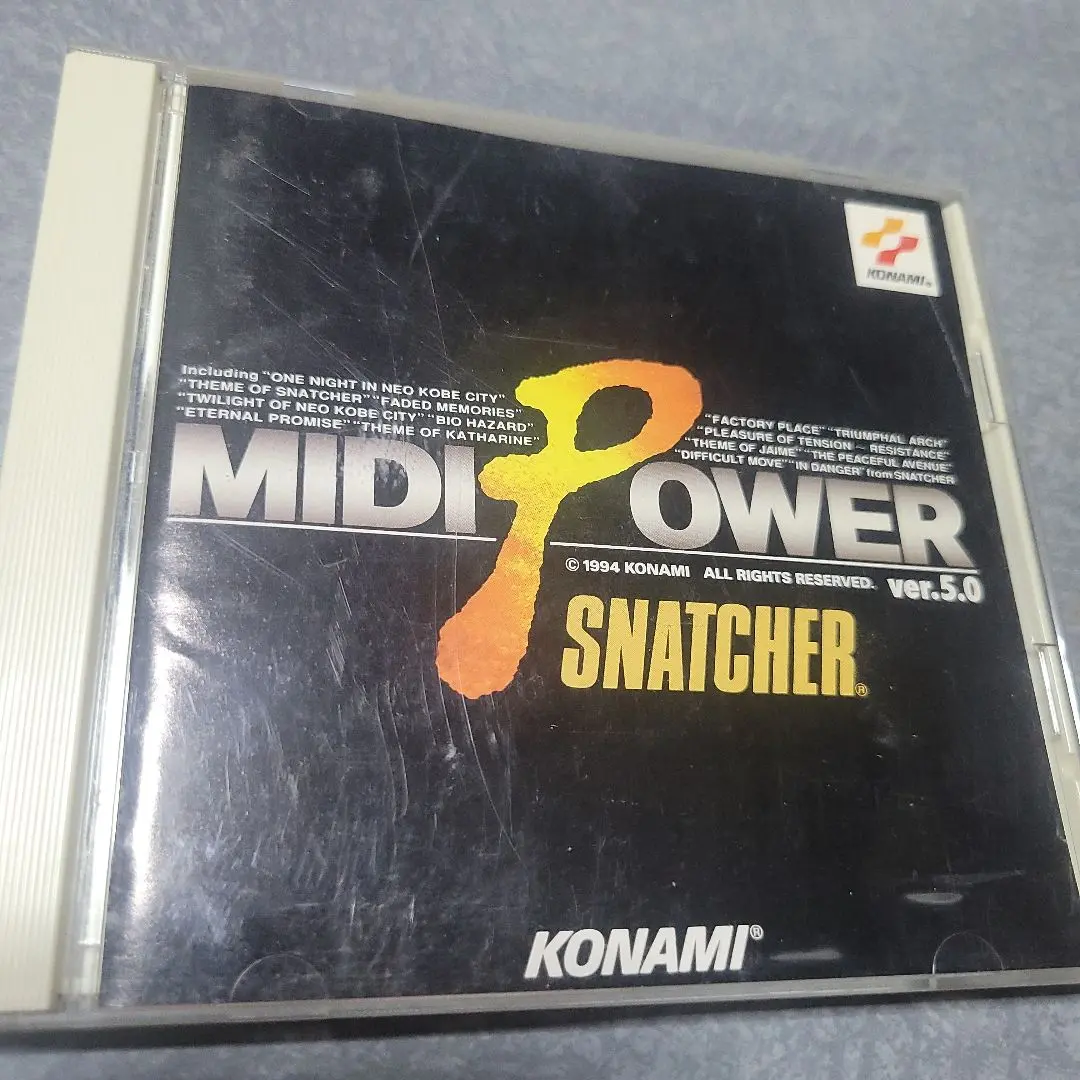 KONAMI®
Including "ONE NIGHT IN NEO KOBE CITY"
"THEME OF SNATCHER" "FADED MEMORIES"
"TWILIGHT OF NEO KOBE CITY" "BIO HAZARD"
"ETERNAL PROMISE" "THEME OF KATHARINE"
"FACTORY PLACE" "TRIUMPHAL ARCH"
"PLEASURE OF TENSION ~ RESISTANCE"
"THEME OF JAIME" "THE PEACEFUL AVENUE"
"DIFFICULT MOVE" "IN DANGER" from SNATCHER
MIDI POWER
© 1994 KONAMI ALL RIGHTS RESERVED. ver.5.0
SNATCHER®
KONAMI®